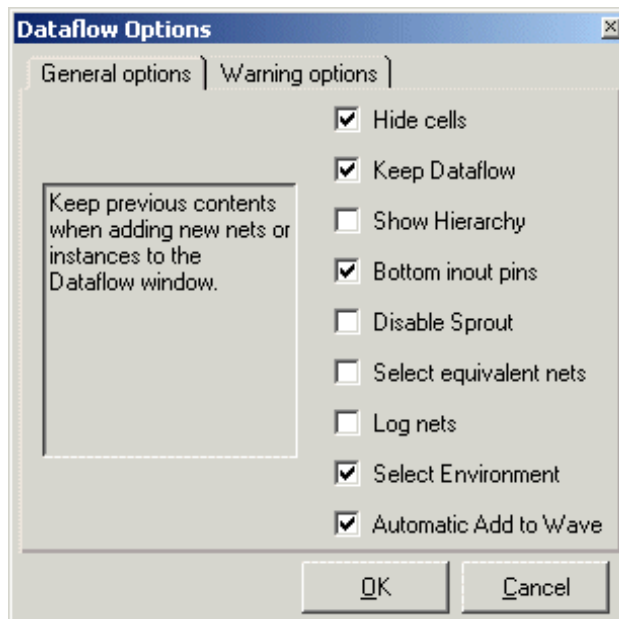 Dataflow Options
General options
Warning options
Keep previous contents
when adding new nets or
instances to the
Dataflow window.
Hide cells
Keep Dataflow
Show Hierarchy
Bottom inout pins
Disable Sprout
Select equivalent nets
Log nets
Select Environment
Automatic Add to Wave
OK
Cancel